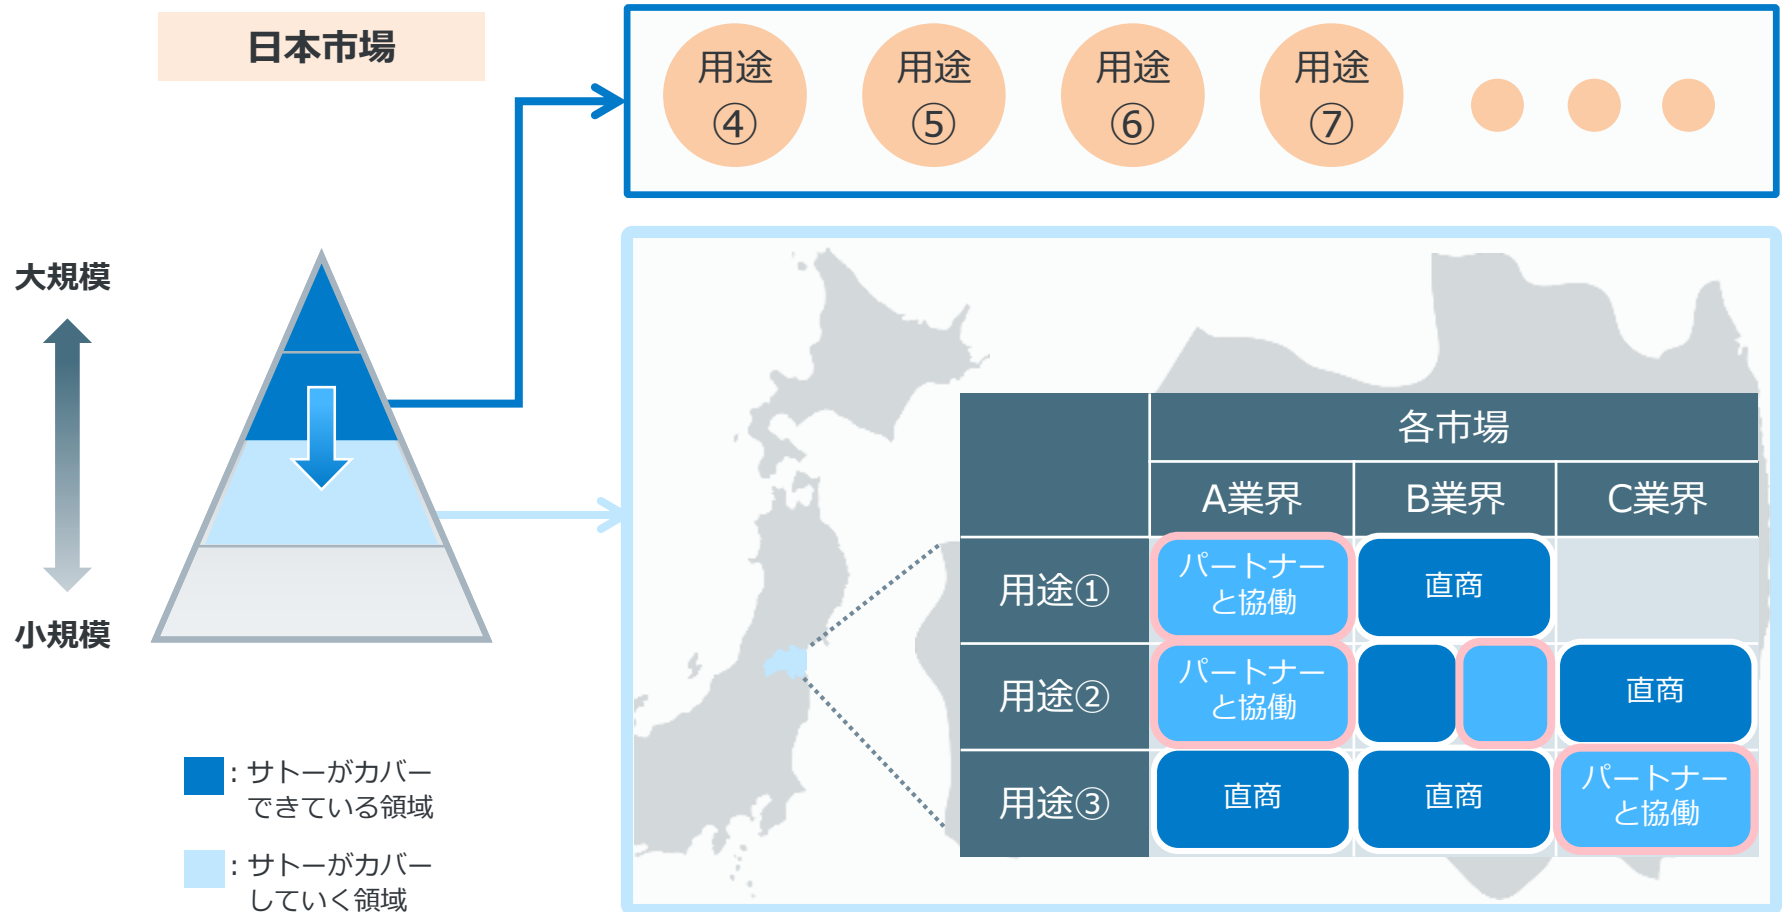 日本市場
用途
④
用途
⑤
用途
⑥
用途
⑦
大規模
小規模
各市場
A業界
B業界
C業界
用途①
パートナー
と協働
直商
用途②
パートナー
と協働
直商
用途③
直商
直商
パートナー
と協働
：サトーがカバー
できている領域
：サトーがカバー
していく領域